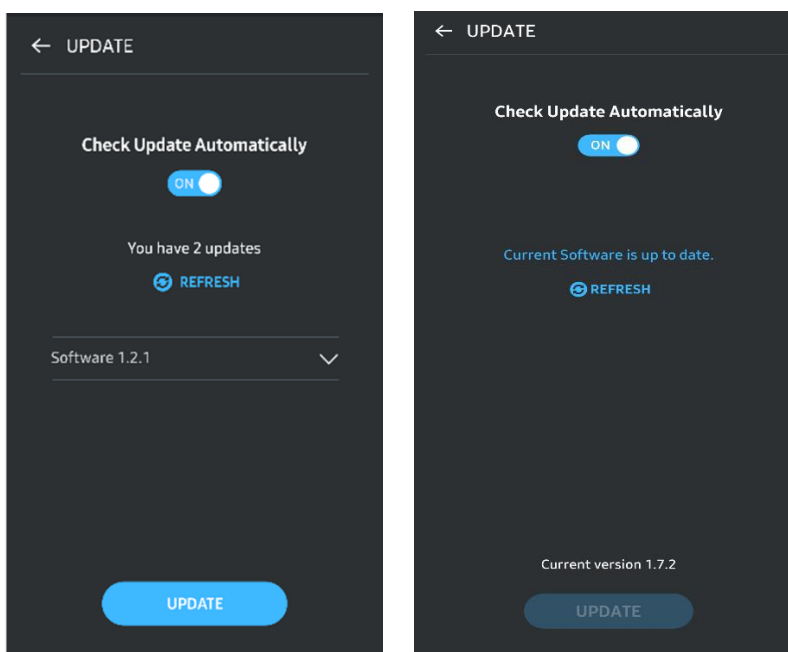 UPDATE
Check Update Automatically
ON
You have 2 updates
REFRESH
Software 1.2.1
UPDATE
UPDATE
Check Update Automatically
ON
Current Software is up to date.
REFRESH
Current version 1.7.2
UPDATE